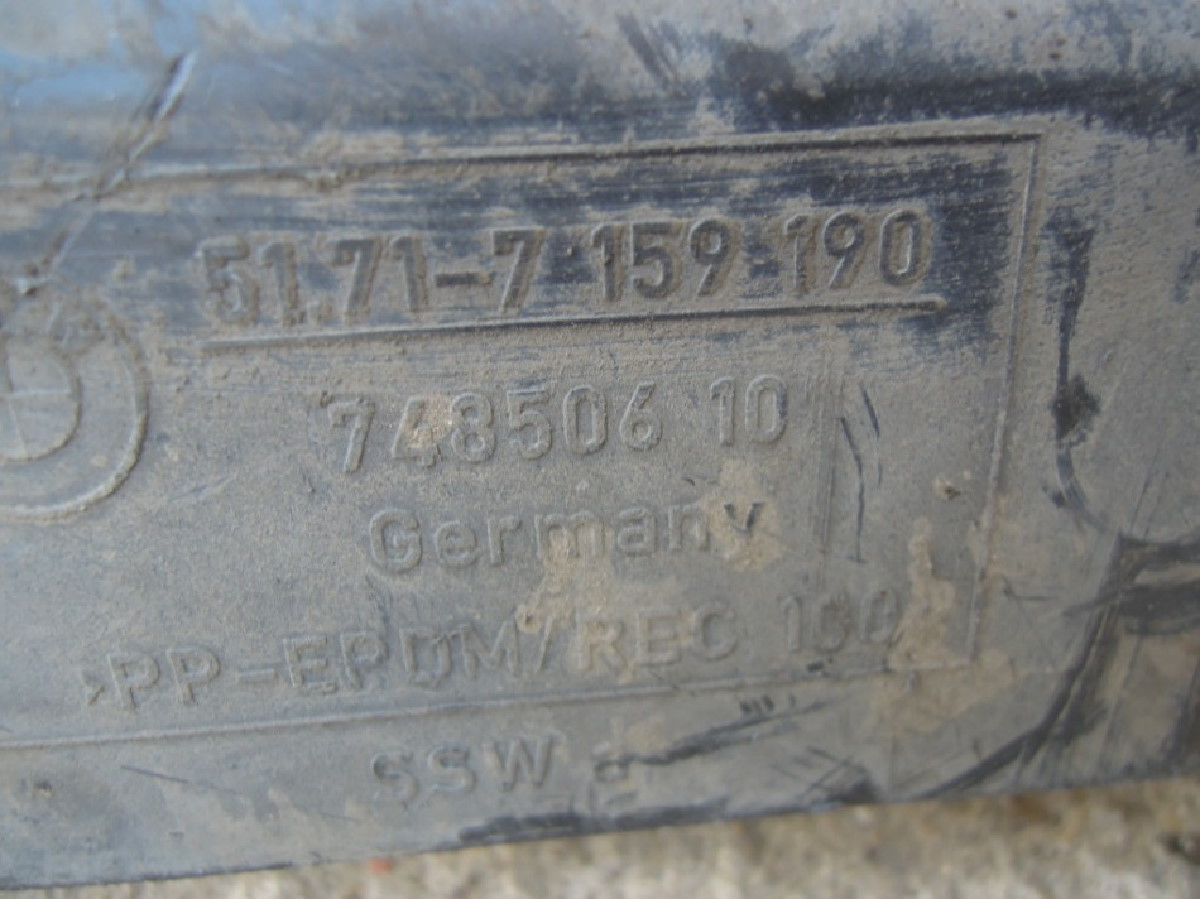 51.71-7 159 190
748506 10
Germany
>PP-EPDM/REC 100
SSW